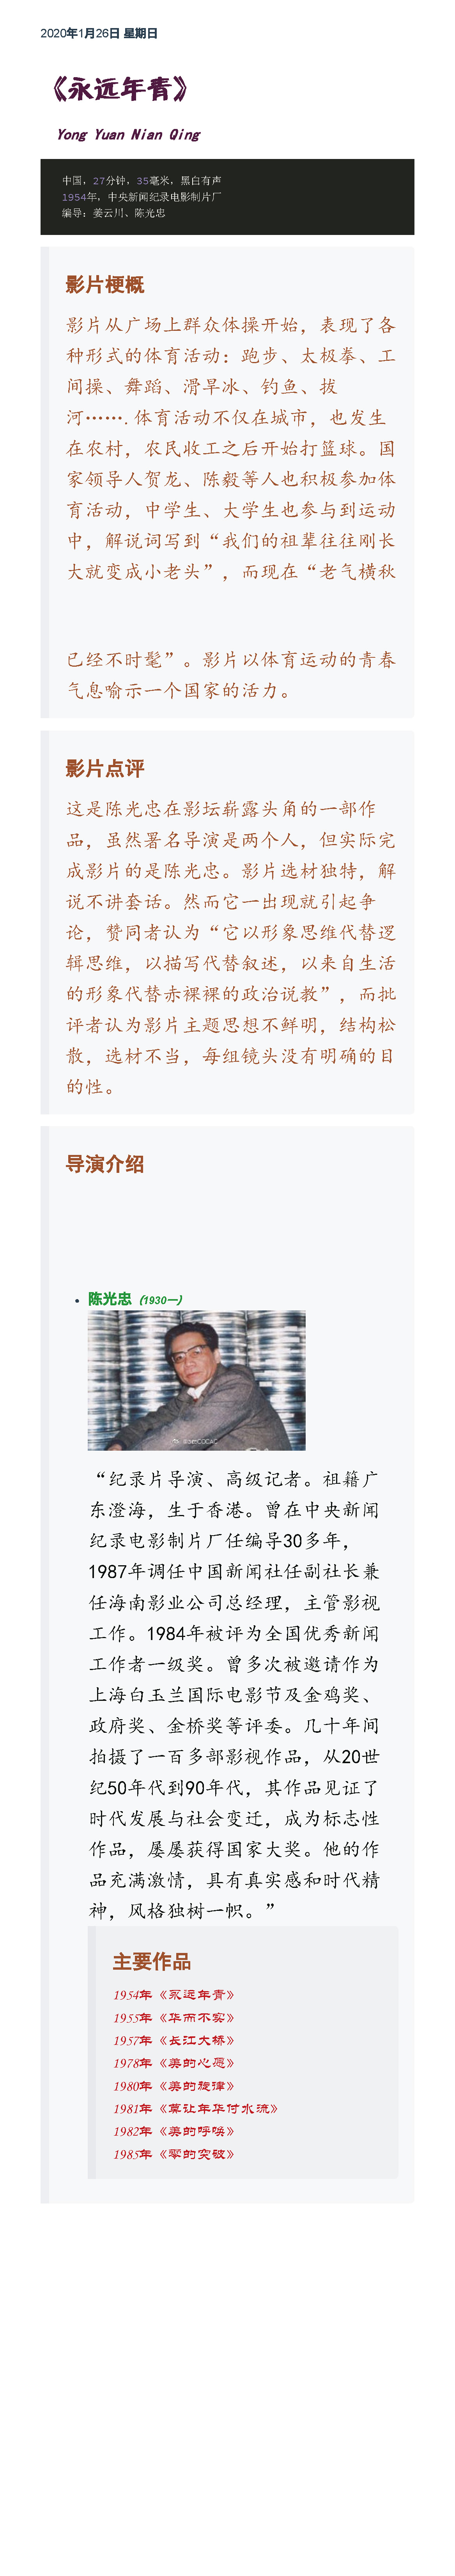 2020年1月26日 星期日
《永远年青》
Yong Yuan Nian Qing
中国，27分钟，35毫米，黑白有声
1954年，中央新闻纪录电影制片厂
编导：姜云川、陈光忠
影片梗概
影片从广场上群众体操开始，表现了各
种形式的体育活动：跑步、太极拳、工
间操、舞蹈、滑旱冰、钓鱼、拔
河…….体育活动不仅在城市，也发生
在农村，农民收工之后开始打篮球。国
家领导人贺龙、陈毅等人也积极参加体
育活动，中学生、大学生也参与到运动
中，解说词写到“我们的祖辈往往刚长
大就变成小老头”，而现在“老气横秋
已经不时髦”。影片以体育运动的青春
气息喻示一个国家的活力。
影片点评
这是陈光忠在影坛崭露头角的一部作
品，虽然署名导演是两个人，但实际完
成影片的是陈光忠。影片选材独特，解
说不讲套话。然而它一出现就引起争
论，赞同者认为“它以形象思维代替逻
辑思维，以描写代替叙述，以来自生活
的形象代替赤裸裸的政治说教”，而批
评者认为影片主题思想不鲜明，结构松
散，选材不当，每组镜头没有明确的目
的性。
导演介绍
陈光忠 (1930一)
“纪录片导演、高级记者。祖籍广
东澄海，生于香港。曾在中央新闻
纪录电影制片厂任编导30多年，
1987年调任中国新闻社任副社长兼
任海南影业公司总经理，主管影视
工作。1984年被评为全国优秀新闻
工作者一级奖。曾多次被邀请作为
上海白玉兰国际电影节及金鸡奖、
政府奖、金桥奖等评委。几十年间
拍摄了一百多部影视作品，从20世
纪50年代到90年代，其作品见证了
时代发展与社会变迁，成为标志性
作品，屡屡获得国家大奖。他的作
品充满激情，具有真实感和时代精
神，风格独树一帜。”
主要作品
1954年《永远年青》
1955年《华而不实》
1957年《长江大桥》
1978年《美的心愿》
1980年《美的旋律》
1981年《莫让年华付水流》
1982年《美的呼唤》
1985年《零的突破》